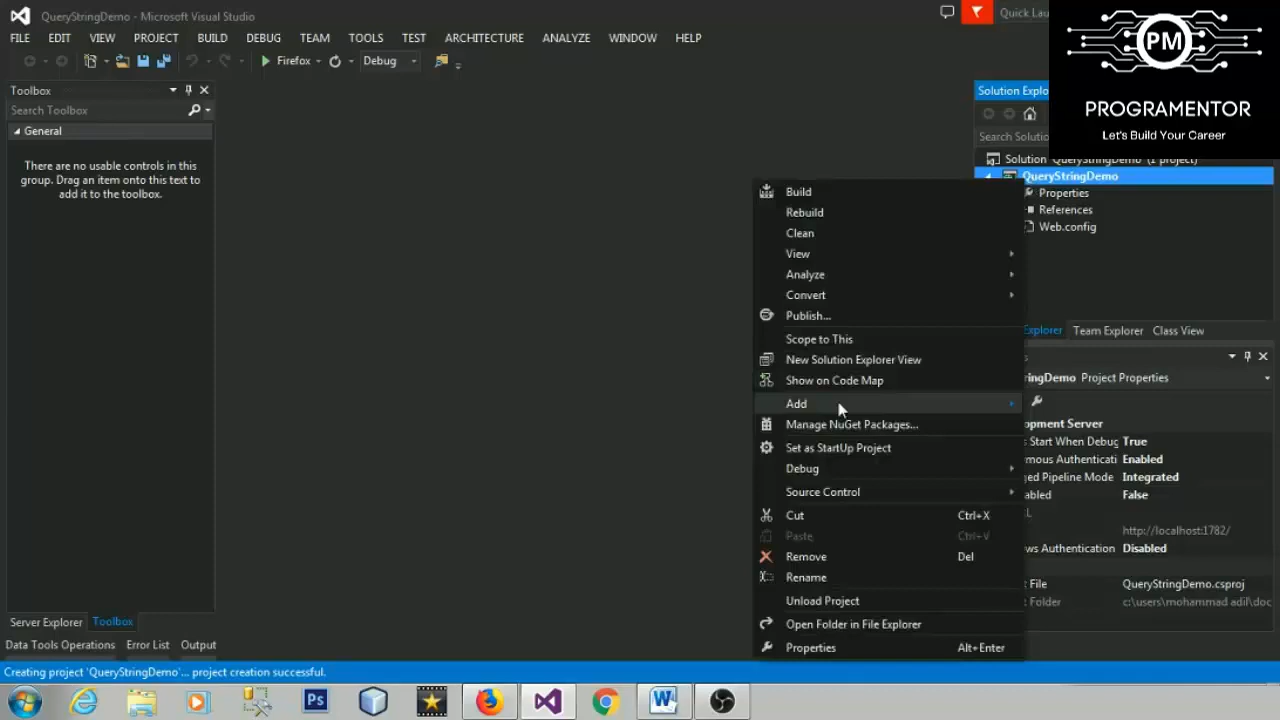 QueryStringDemo - Microsoft Visual Studio
Quick Lau
FILE EDIT VIEW PROJECT BUILD DEBUG TEAM TOOLS TEST ARCHITECTURE ANALYZE WINDOW HELP
Firefox Debug
PM
PROGRAMENTOR
Let's Build Your Career
Toolbox
Search Toolbox
General
There are no usable controls in this
group. Drag an item onto this text to
add it to the toolbox.
Solution Explo
Search Solutio
Solution 'QueryStringDemo' (1 project)
QueryStringDemo
Properties
References
Web.config
Build
Rebuild
Clean
View
Analyze
Convert
Publish...
Scope to This
New Solution Explorer View
Show on Code Map
Add
Manage NuGet Packages...
Set as StartUp Project
Debug
Source Control
Cut Ctrl+X
Paste Ctrl+V
Remove Del
Rename
Unload Project
Open Folder in File Explorer
Properties Alt+Enter
Explorer Team Explorer Class View
s
tringDemo Project Properties
opment Server
s Start When Debug True
mous Authenticati Enabled
ged Pipeline Mode Integrated
abled False
L
http://localhost:1782/
ws Authentication Disabled
t File QueryStringDemo.csproj
t Folder c:\users\mohammad adil\doc
Server Explorer Toolbox
Data Tools Operations Error List Output
Creating project 'QueryStringDemo'... project creation successful.
Ps
W